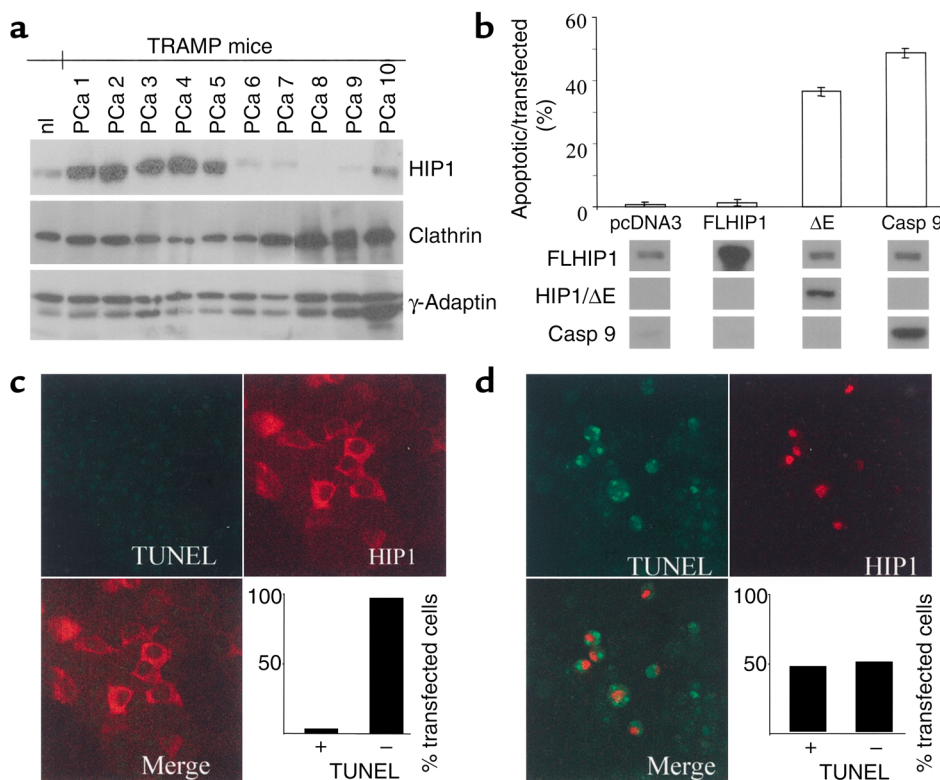 a
TRAMP mice
nl PCa 1 PCa 2 PCa 3 PCa 4 PCa 5 PCa 6 PCa 7 PCa 8 PCa 9 PCa 10
HIP1
Clathrin
γ-Adaptin
b
Apoptotic/transfected
(%)
60
40
20
0
pcDNA3 FLHIP1 ΔE Casp 9
FLHIP1
HIP1/ΔE
Casp 9
c
TUNEL
HIP1
Merge
100
50
+ −
TUNEL
% transfected cells
d
TUNEL
HIP1
Merge
100
50
+ −
TUNEL
% transfected cells